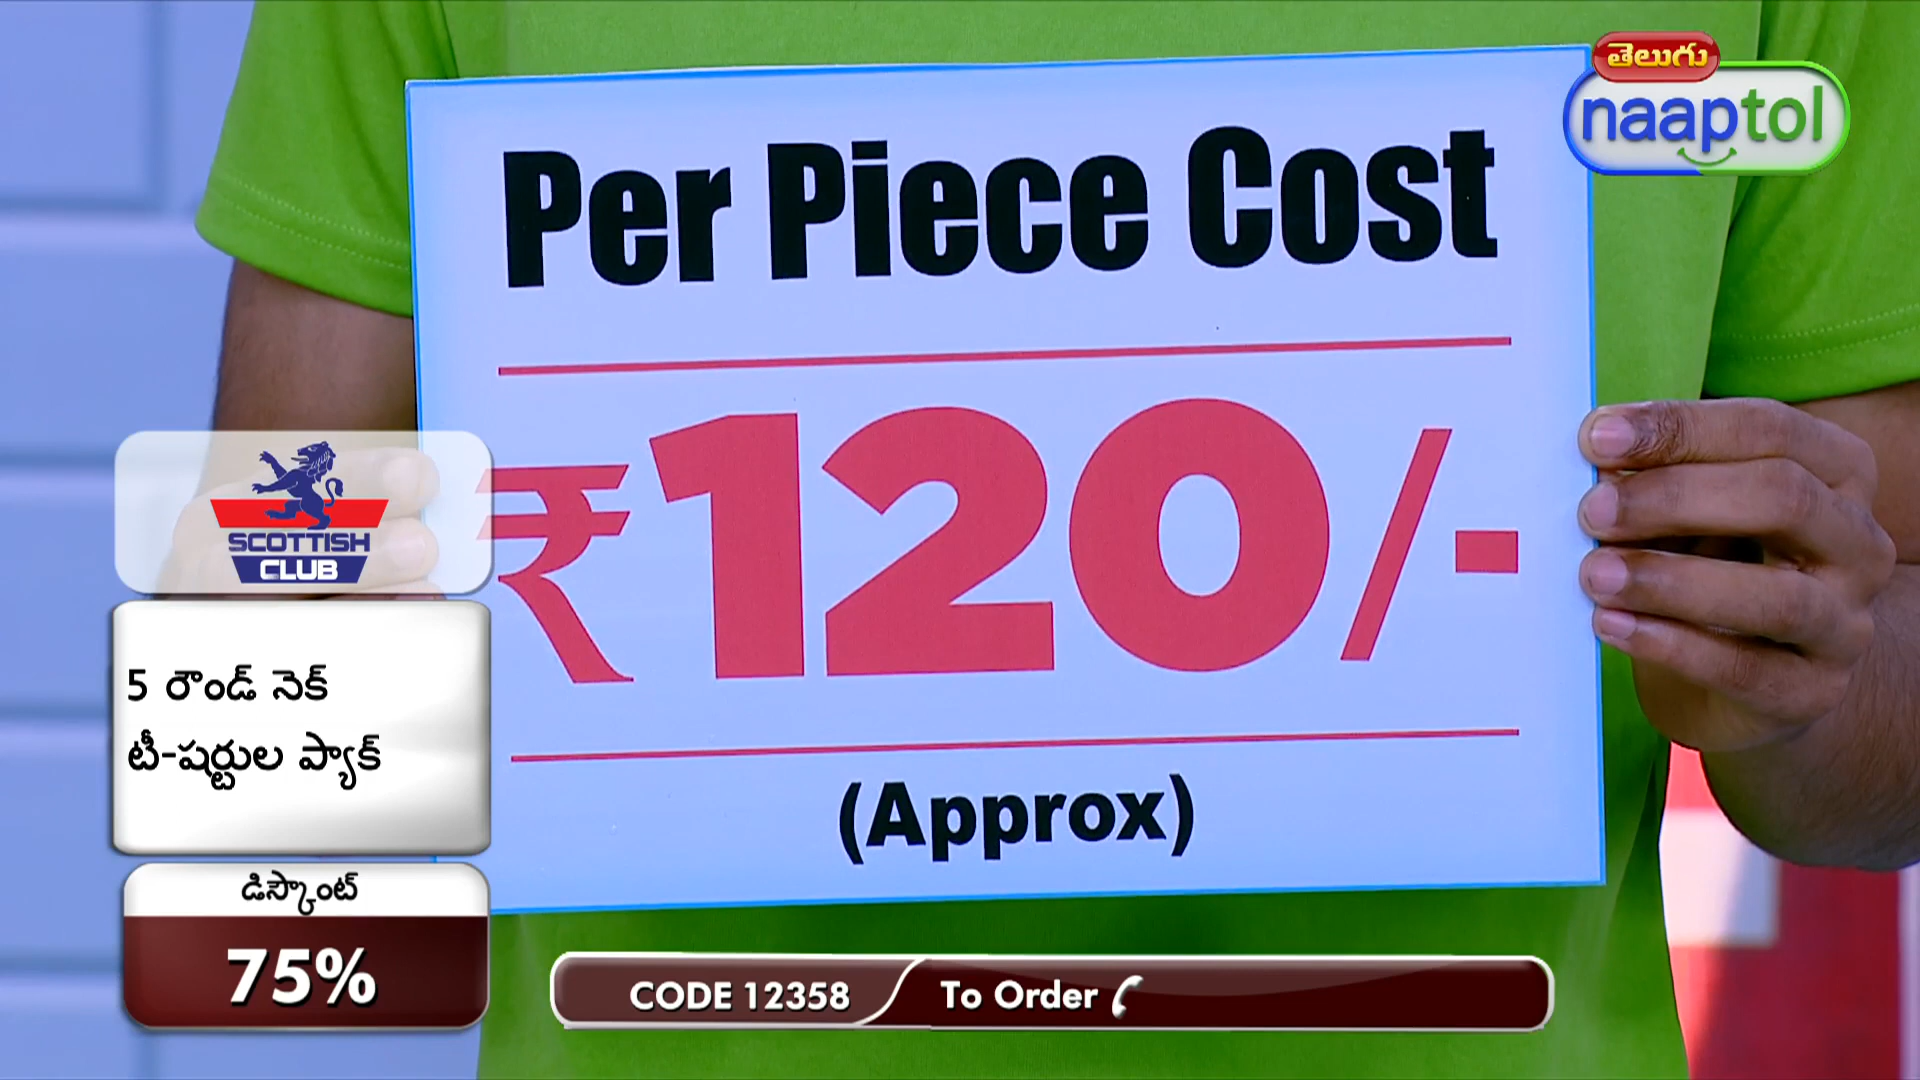 తెలుగు
naaptol
Per Piece Cost
₹120/-
(Approx)
SCOTTISH
CLUB
5 రౌండ్ నెక్
టీ-షర్టుల ప్యాక్
డిస్కౌంట్
75%
CODE 12358 To Order